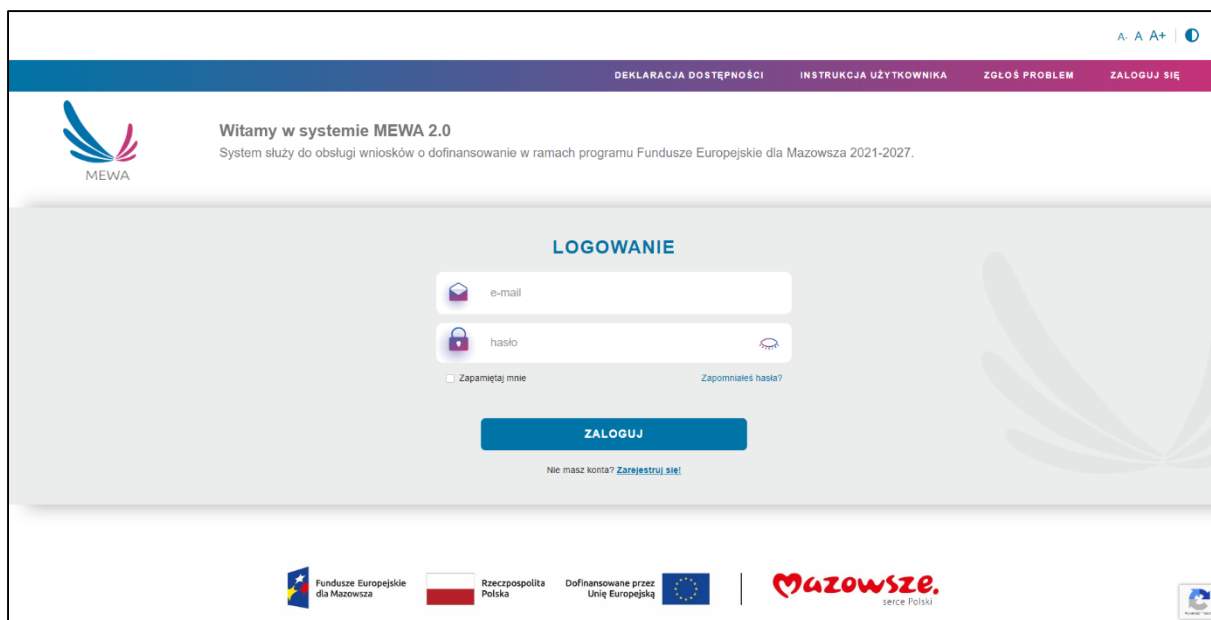 A- A A+
DEKLARACJA DOSTĘPNOŚCI INSTRUKCJA UŻYTKOWNIKA ZGŁOŚ PROBLEM ZALOGUJ SIĘ
MEWA
Witamy w systemie MEWA 2.0
System służy do obsługi wniosków o dofinansowanie w ramach programu Fundusze Europejskie dla Mazowsza 2021-2027.
LOGOWANIE
e-mail
hasło
Zapamiętaj mnie Zapomniałeś hasła?
ZALOGUJ
Nie masz konta? Zarejestruj się!
Fundusze Europejskie
dla Mazowsza
Rzeczpospolita
Polska
Dofinansowane przez
Unię Europejską
Mazowsze.
serce Polski